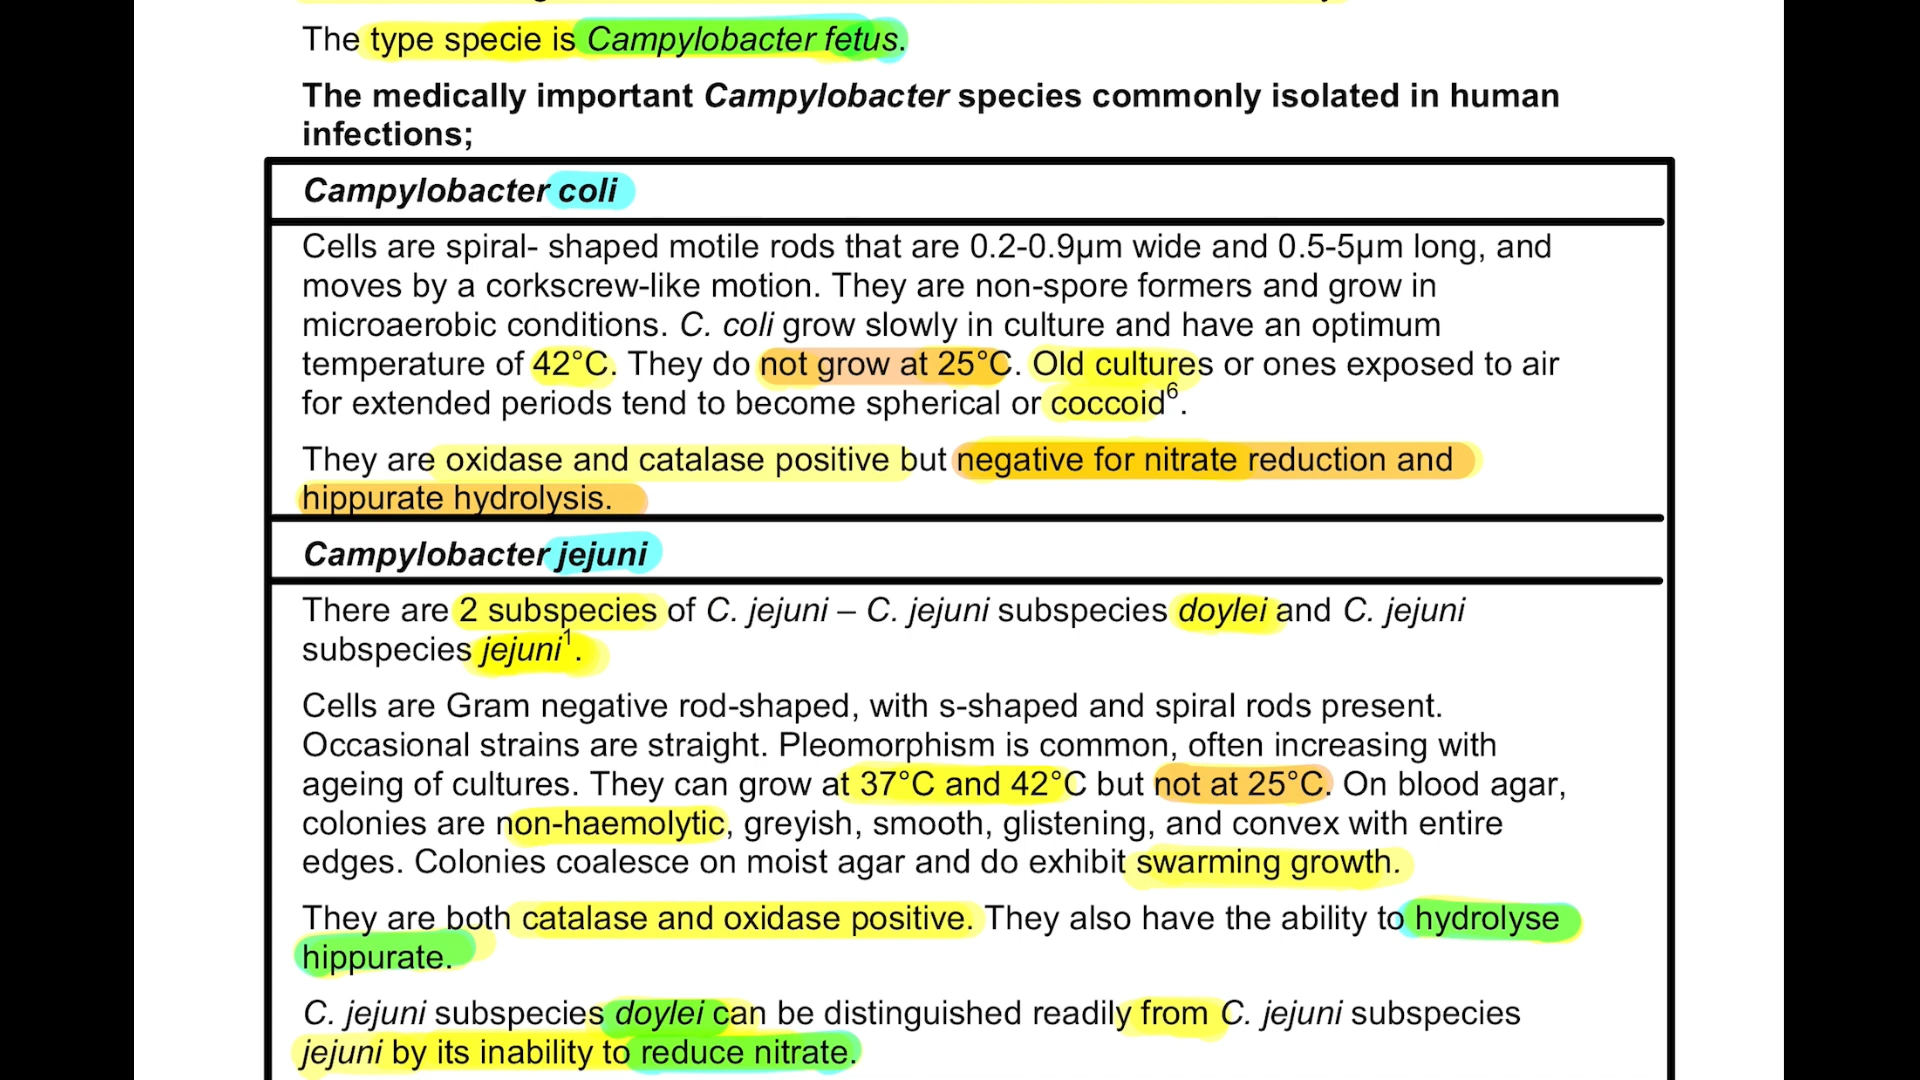 The type specie is Campylobacter fetus.
The medically important Campylobacter species commonly isolated in human
infections;
Campylobacter coli
Cells are spiral- shaped motile rods that are 0.2-0.9µm wide and 0.5-5µm long, and
moves by a corkscrew-like motion. They are non-spore formers and grow in
microaerobic conditions. C. coli grow slowly in culture and have an optimum
temperature of 42°C. They do not grow at 25°C. Old cultures or ones exposed to air
for extended periods tend to become spherical or coccoid⁶.
They are oxidase and catalase positive but negative for nitrate reduction and
hippurate hydrolysis.
Campylobacter jejuni
There are 2 subspecies of C. jejuni – C. jejuni subspecies doylei and C. jejuni
subspecies jejuni¹.
Cells are Gram negative rod-shaped, with s-shaped and spiral rods present.
Occasional strains are straight. Pleomorphism is common, often increasing with
ageing of cultures. They can grow at 37°C and 42°C but not at 25°C. On blood agar,
colonies are non-haemolytic, greyish, smooth, glistening, and convex with entire
edges. Colonies coalesce on moist agar and do exhibit swarming growth.
They are both catalase and oxidase positive. They also have the ability to hydrolyse
hippurate.
C. jejuni subspecies doylei can be distinguished readily from C. jejuni subspecies
jejuni by its inability to reduce nitrate.